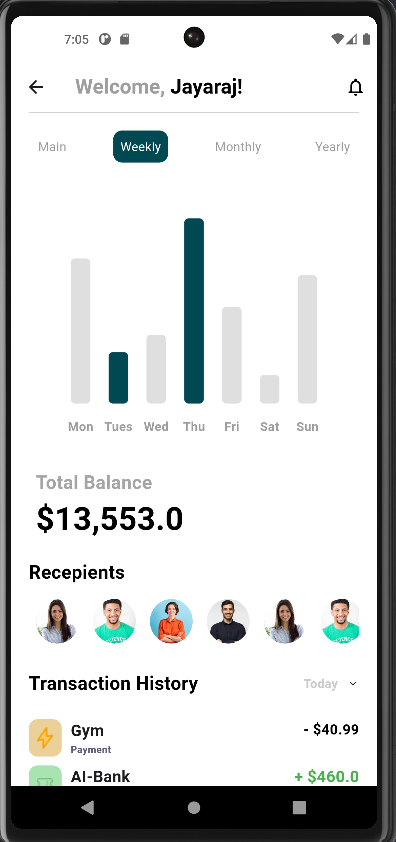 7:05
Welcome, Jayaraj!
Main Weekly Monthly Yearly
Mon Tues Wed Thu Fri Sat Sun
Total Balance
$13,553.0
Recepients
Transaction History Today
Gym - $40.99
Payment
AI-Bank + $460.0